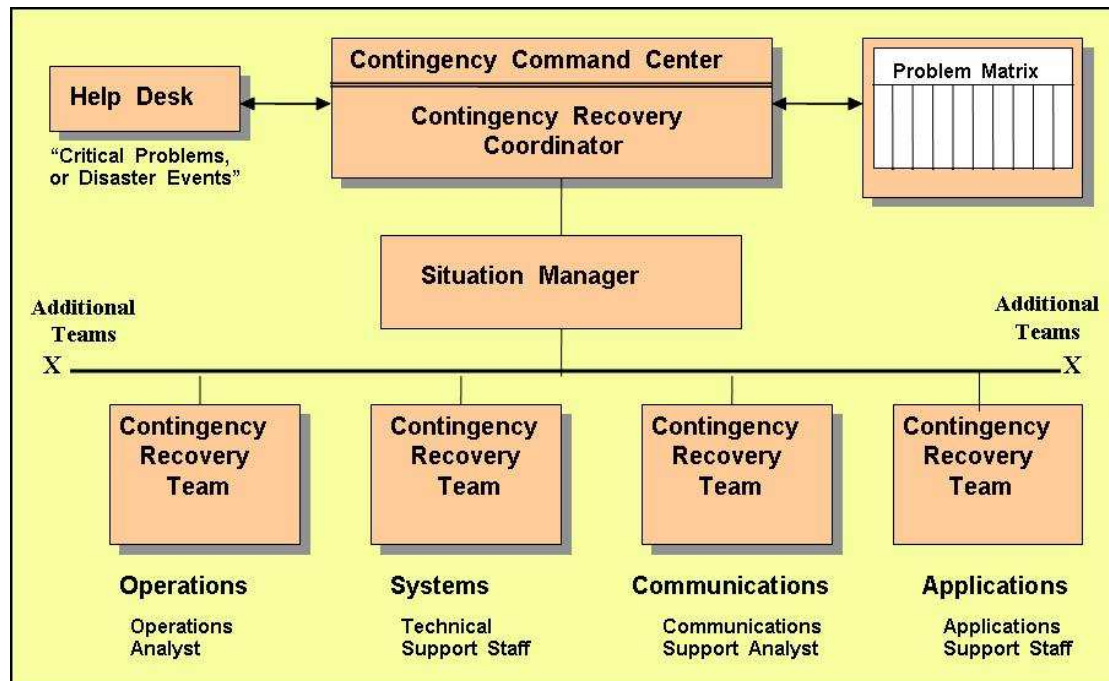 Contingency Command Center
Contingency Recovery
Coordinator
Help Desk
“Critical Problems,
or Disaster Events”
Problem Matrix
Situation Manager
Additional
Teams
X
Additional
Teams
X
Contingency
Recovery
Team
Contingency
Recovery
Team
Contingency
Recovery
Team
Contingency
Recovery
Team
Operations
Operations
Analyst
Systems
Technical
Support Staff
Communications
Communications
Support Analyst
Applications
Applications
Support Staff